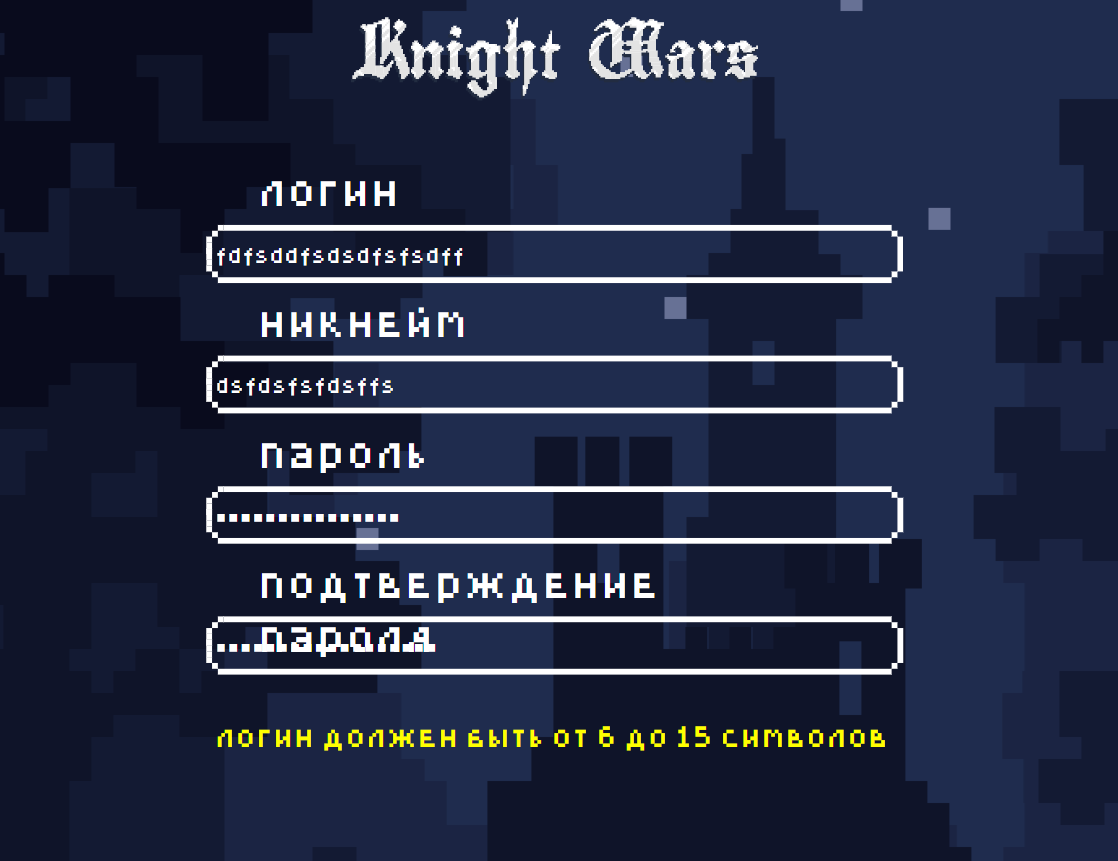 Knight Wars
логин
fdfsddfsdsdfsfsdff
никнейм
dsfdsfsfdsffs
пароль
подтверждение
пароля
логин должен быть от 6 до 15 символов